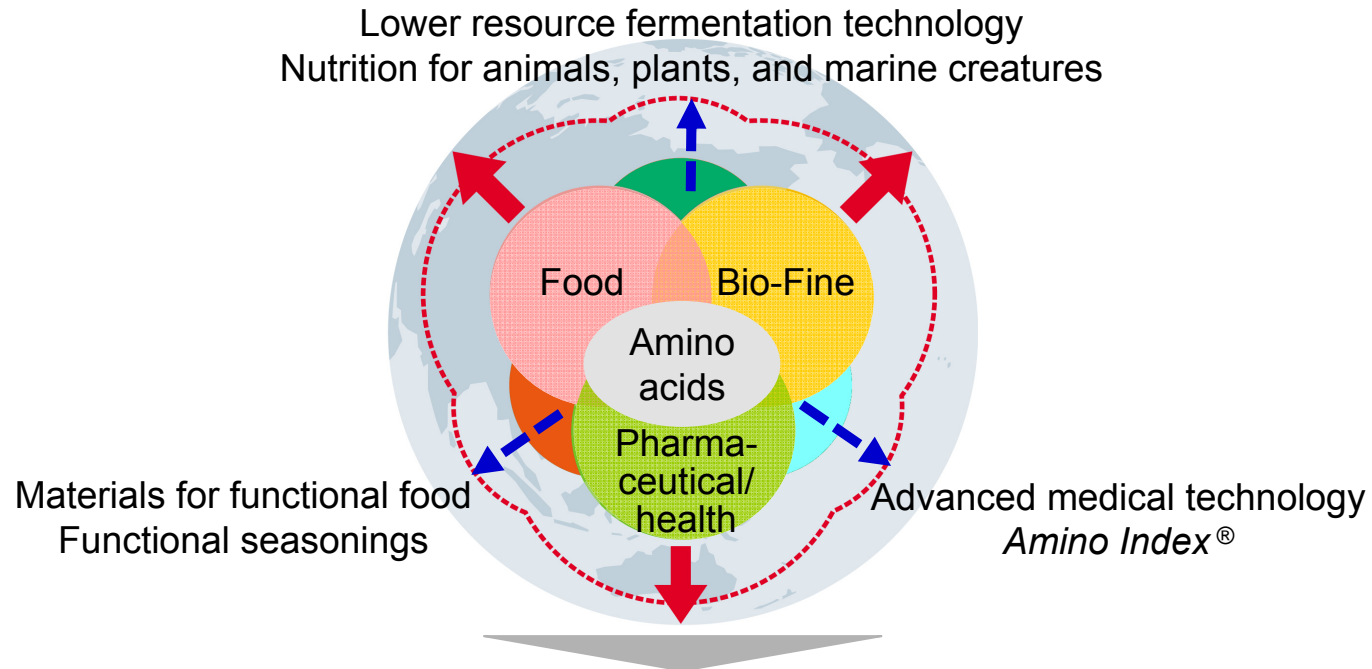 Lower resource fermentation technology
Nutrition for animals, plants, and marine creatures
Food
Bio-Fine
Amino
acids
Pharma-
ceutical/
health
Materials for functional food
Functional seasonings
Advanced medical technology
Amino Index®